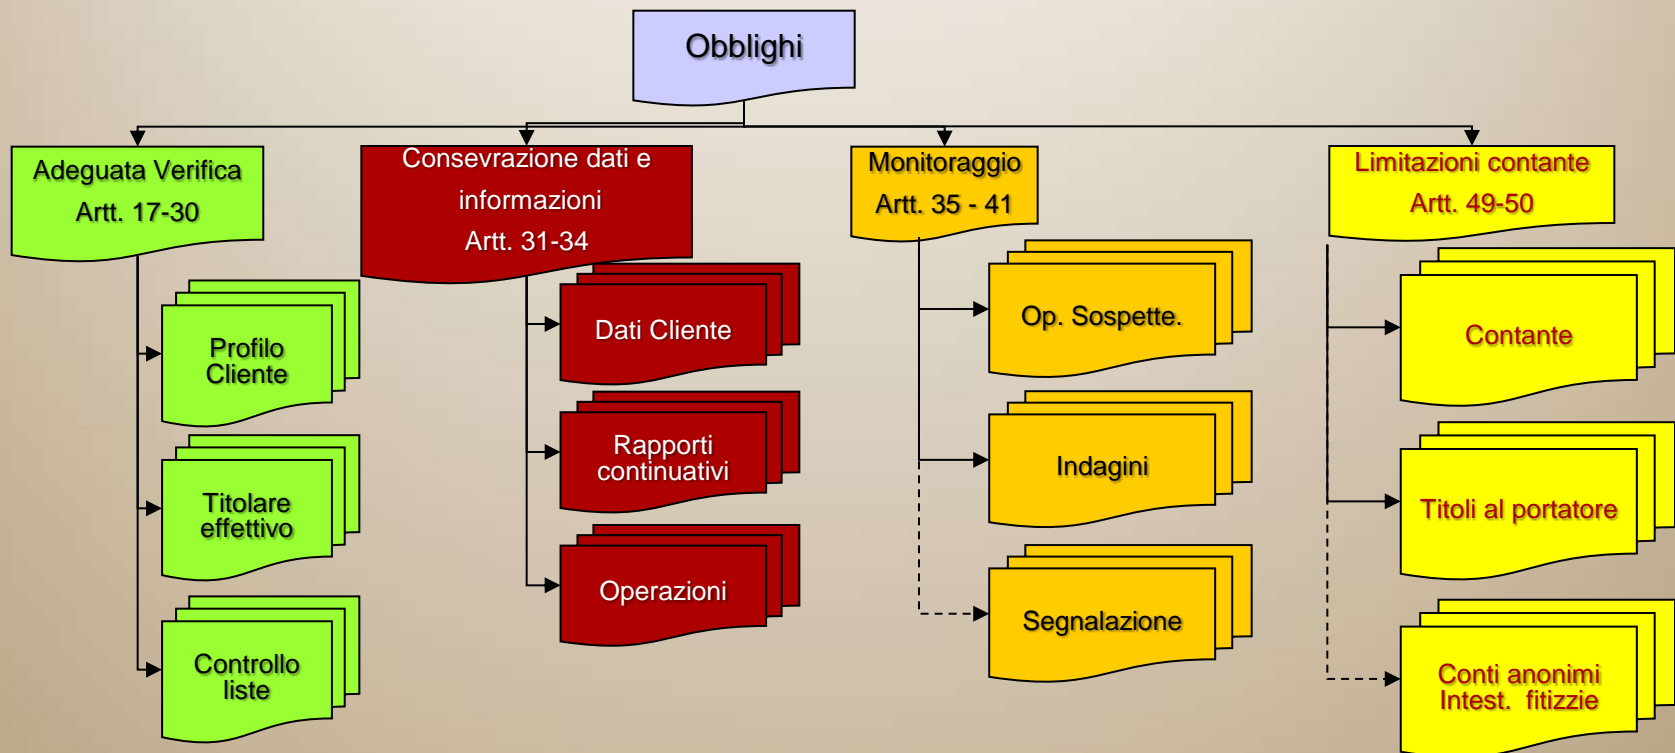 Obblighi
Adeguata Verifica
Artt. 17-30
Consevrazione dati e
informazioni
Artt. 31-34
Monitoraggio
Artt. 35 - 41
Limitazioni contante
Artt. 49-50
Profilo
Cliente
Titolare
effettivo
Controllo
liste
Dati Cliente
Rapporti
continuativi
Operazioni
Op. Sospette.
Indagini
Segnalazione
Contante
Titoli al portatore
Conti anonimi
Intest. fitizzie